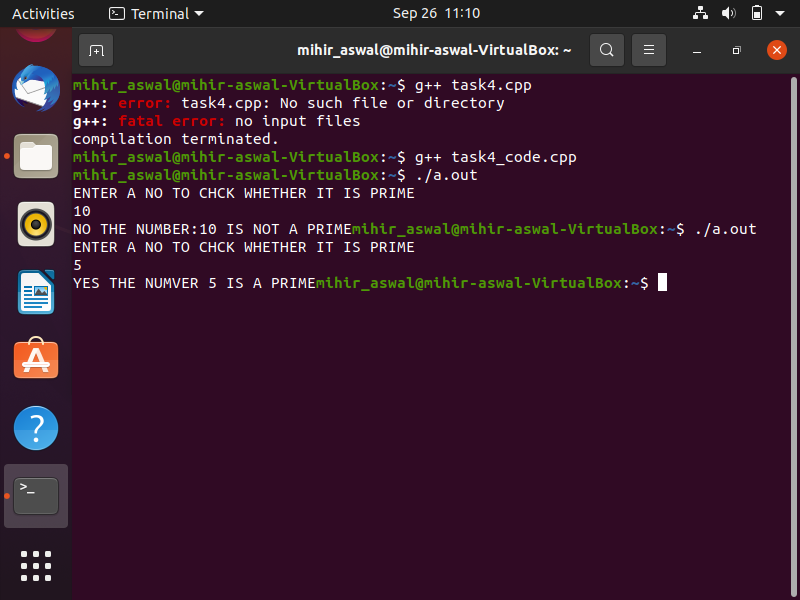 Activities Terminal Sep 26 11:10
mihir_aswal@mihir-aswal-VirtualBox: ~
mihir_aswal@mihir-aswal-VirtualBox:~$ g++ task4.cpp
g++: error: task4.cpp: No such file or directory
g++: fatal error: no input files
compilation terminated.
mihir_aswal@mihir-aswal-VirtualBox:~$ g++ task4_code.cpp
mihir_aswal@mihir-aswal-VirtualBox:~$ ./a.out
ENTER A NO TO CHCK WHETHER IT IS PRIME
10
NO THE NUMBER:10 IS NOT A PRIMEmihir_aswal@mihir-aswal-VirtualBox:~$ ./a.out
ENTER A NO TO CHCK WHETHER IT IS PRIME
5
YES THE NUMVER 5 IS A PRIMEmihir_aswal@mihir-aswal-VirtualBox:~$